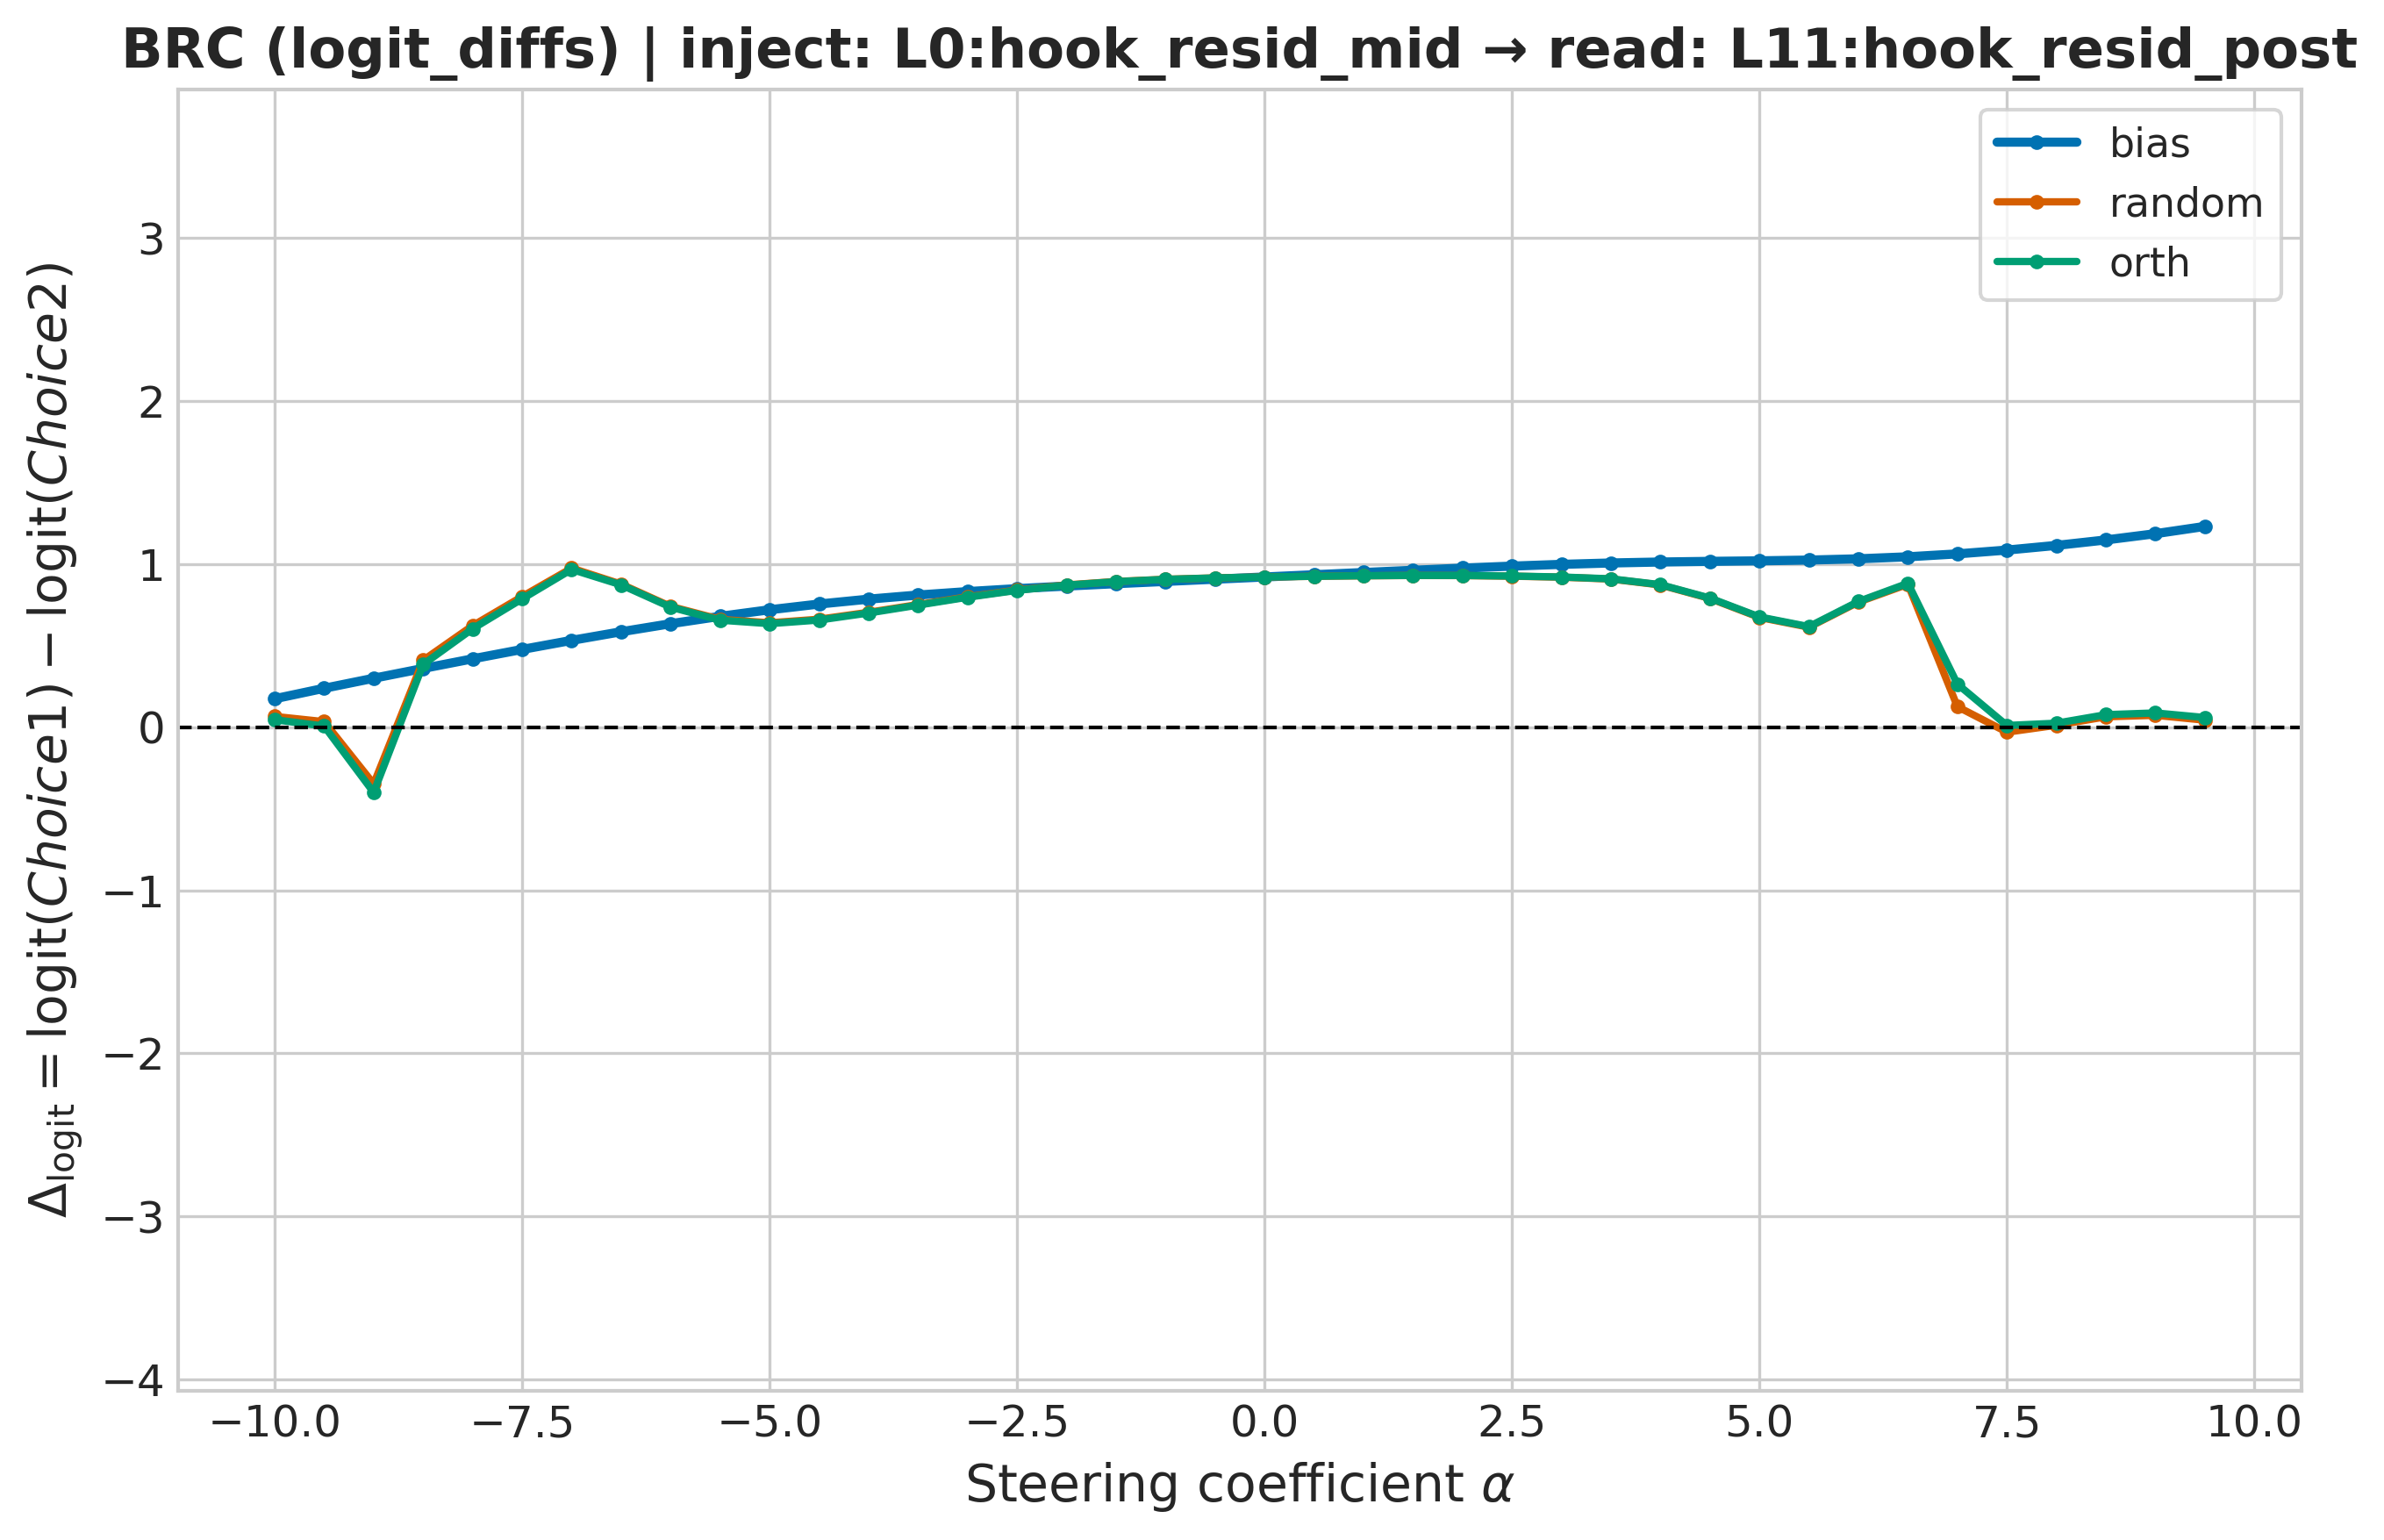 BRC (logit_diffs) | inject: L0:hook_resid_mid → read: L11:hook_resid_post
bias
random
orth
Δlogit = logit(Choice1) − logit(Choice2)
3
2
1
0
−1
−2
−3
−4
−10.0 −7.5 −5.0 −2.5 0.0 2.5 5.0 7.5 10.0
Steering coefficient α